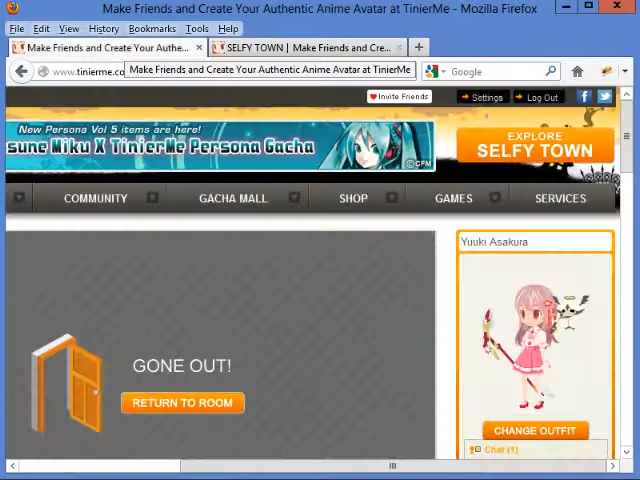 Make Friends and Create Your Authentic Anime Avatar at TinierMe - Mozilla Firefox
File Edit View History Bookmarks Tools Help
Make Friends and Create Your Authe... × SELFY TOWN | Make Friends and Cre... × +
www.tinierme.co
Make Friends and Create Your Authentic Anime Avatar at TinierMe
Google
Invite Friends Settings Log Out
New Persona Vol 5 items are here!
sune Miku X TinierMe Persona Gacha
©CFM
EXPLORE
SELFY TOWN
COMMUNITY GACHA MALL SHOP GAMES SERVICES
Yuuki Asakura
GONE OUT!
RETURN TO ROOM
CHANGE OUTFIT
Chat (1)